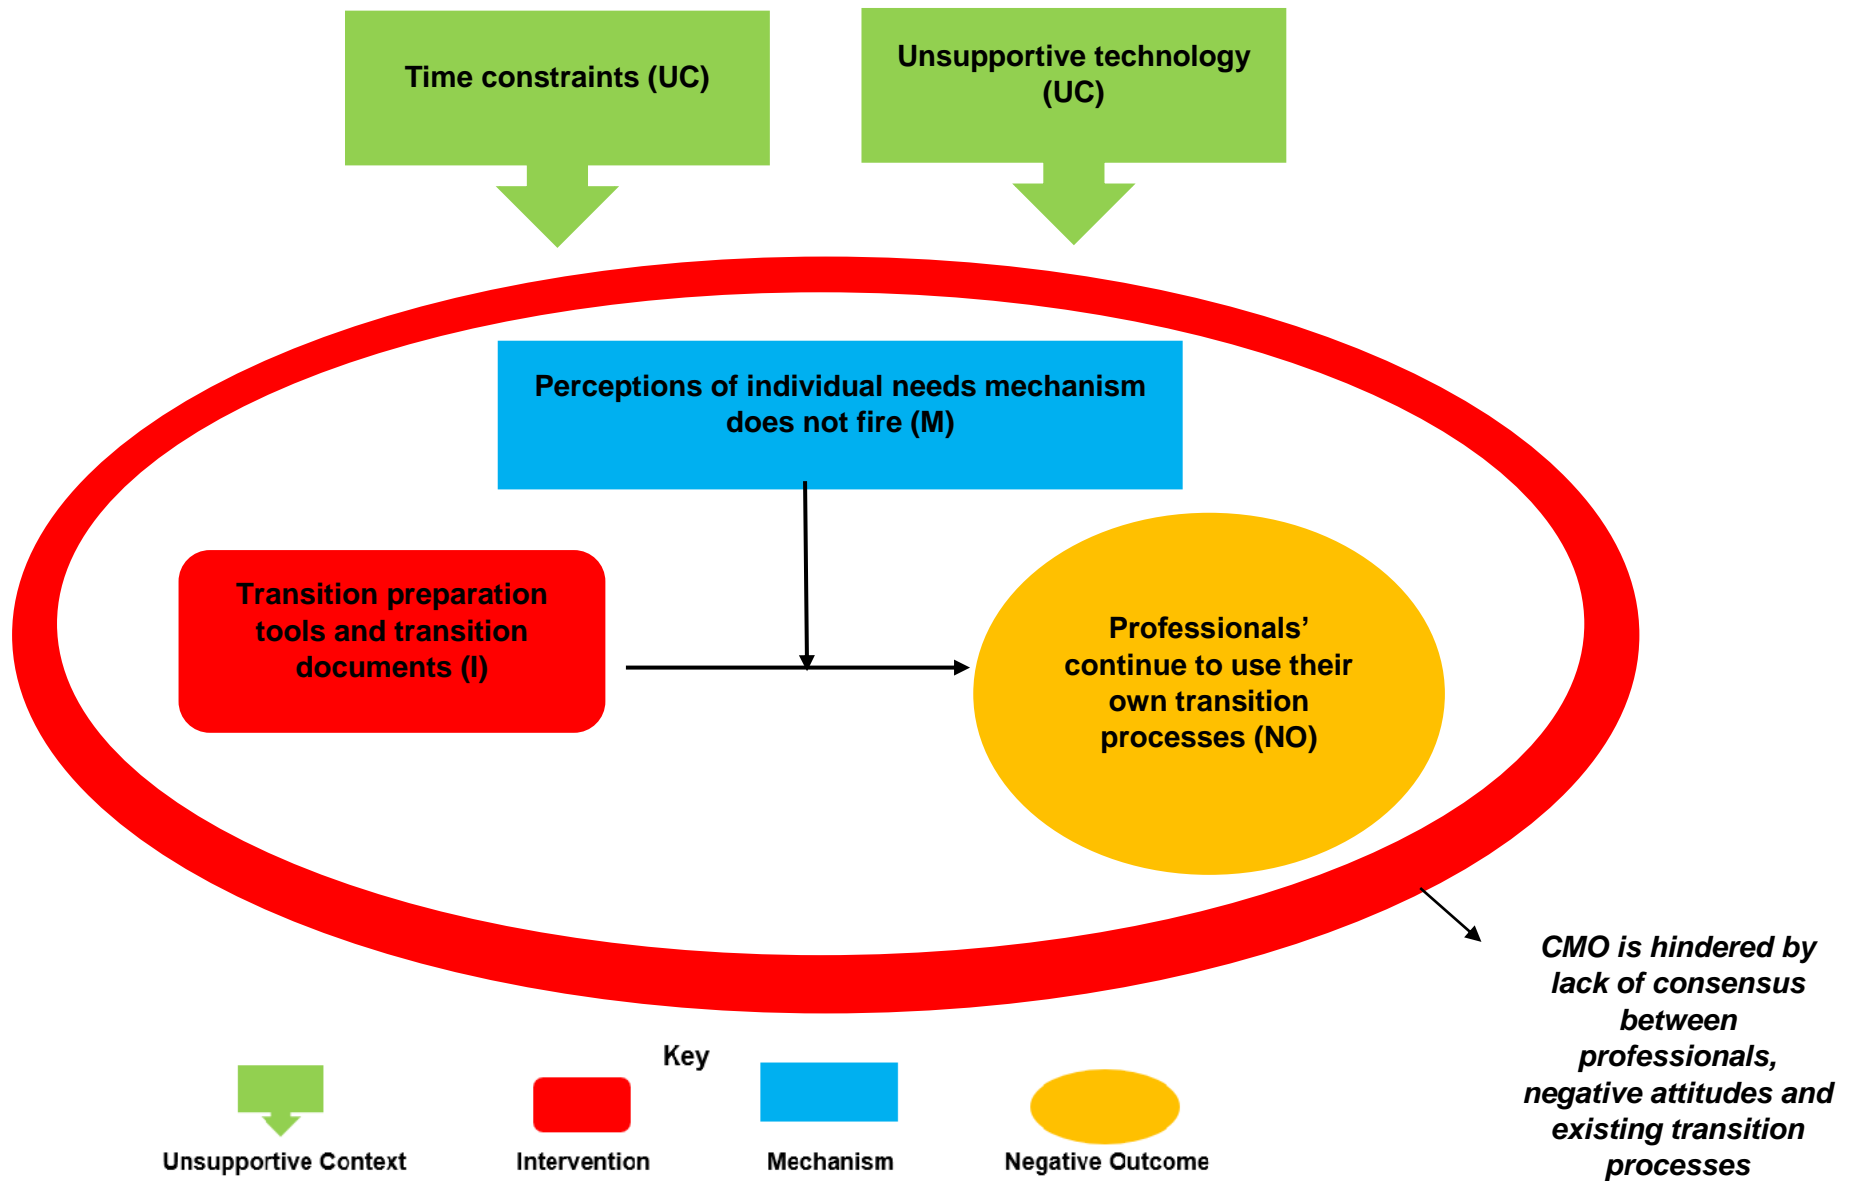 Time constraints (UC)
Unsupportive technology
(UC)
Perceptions of individual needs mechanism
does not fire (M)
Transition preparation
tools and transition
documents (I)
Professionals’
continue to use their
own transition
processes (NO)
CMO is hindered by
lack of consensus
between
professionals,
negative attitudes and
existing transition
processes
Key
Unsupportive Context
Intervention
Mechanism
Negative Outcome